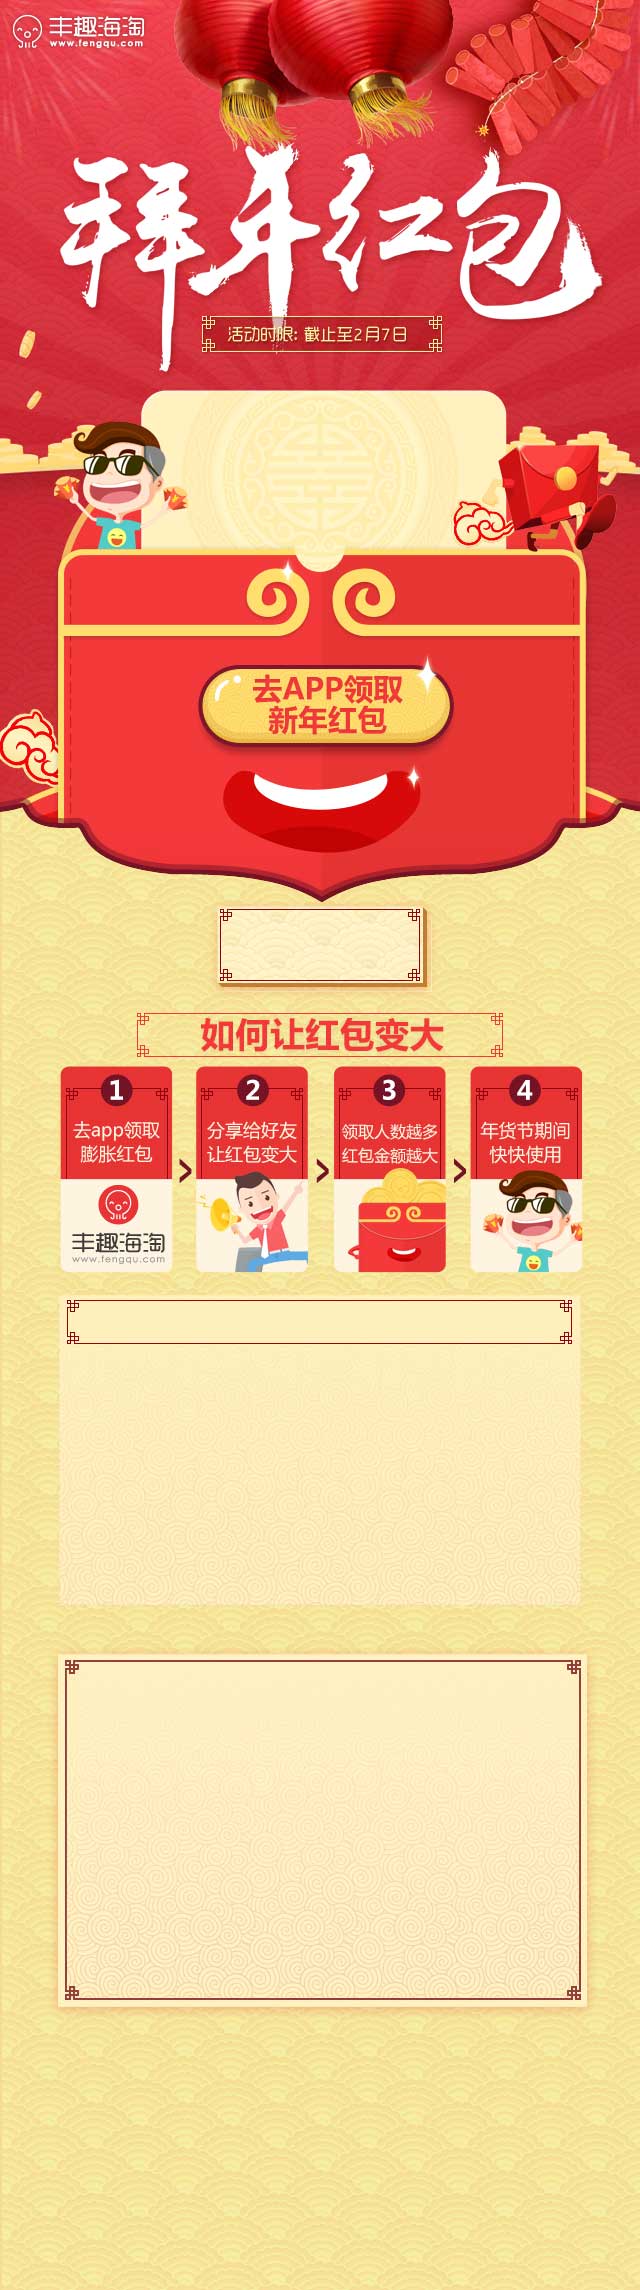 丰趣海淘
www.fengqu.com
拜年红包
活动时限: 截止至2月7日
去APP领取
新年红包
如何让红包变大
1
去app领取
膨胀红包
丰趣海淘
www.fengqu.com
2
分享给好友
让红包变大
3
领取人数越多
红包金额越大
4
年货节期间
快快使用